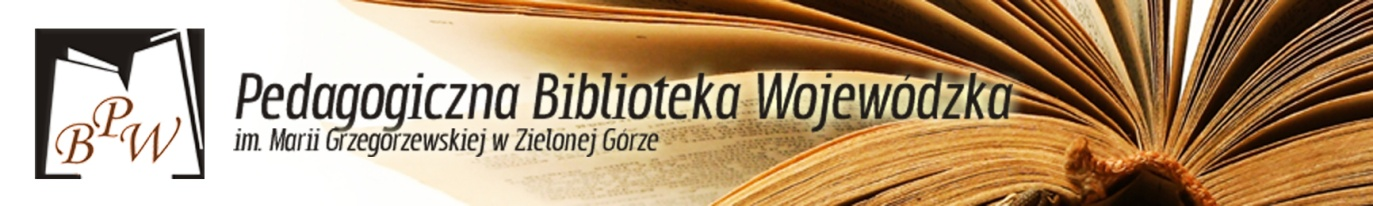 BPW
Pedagogiczna Biblioteka Wojewódzka
im. Marii Grzegorzewskiej w Zielonej Górze